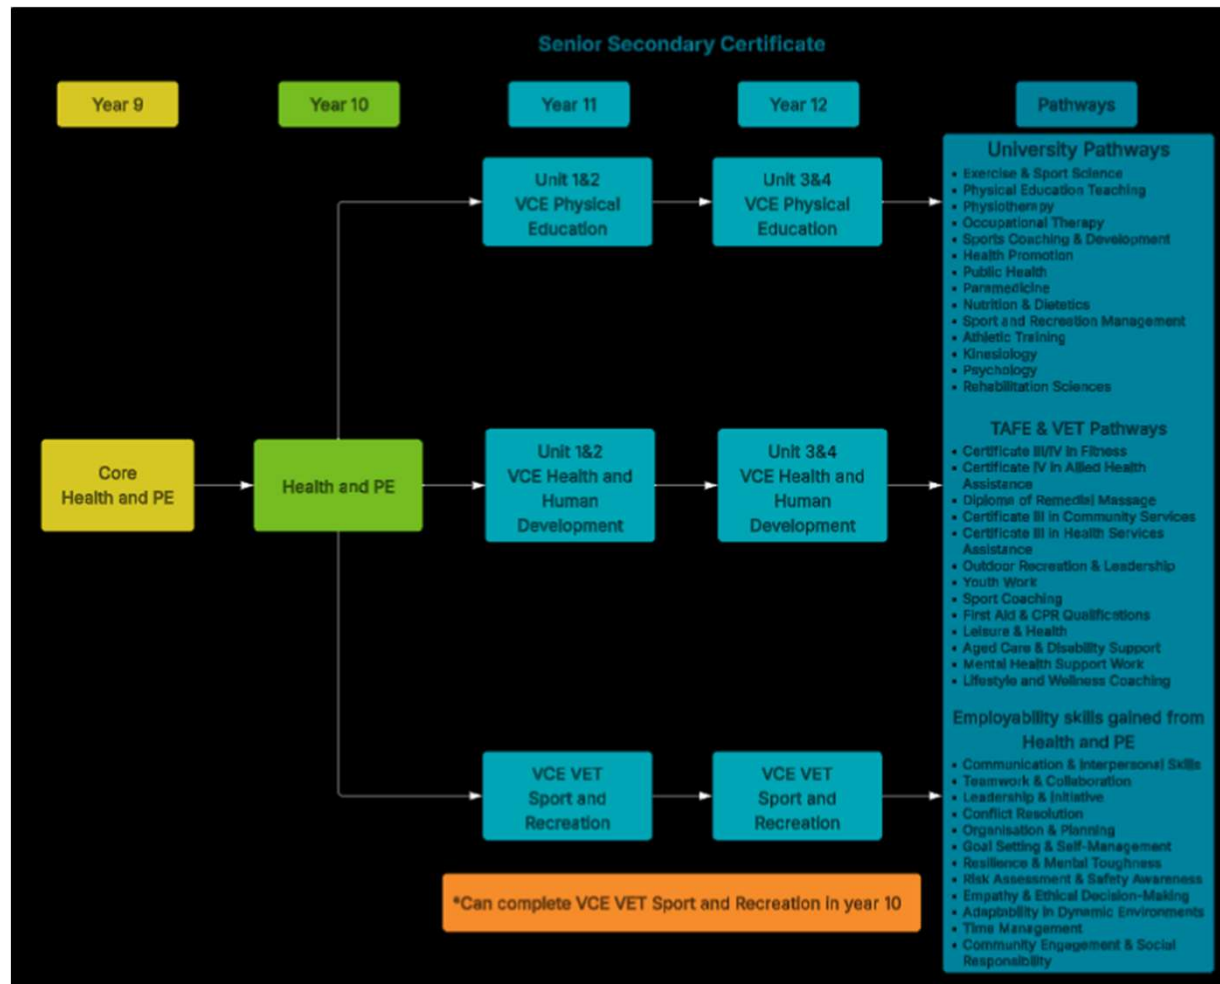 Senior Secondary Certificate
Year 9
Year 10
Year 11
Year 12
Pathways
Core
Health and PE
Health and PE
Unit 1&2
VCE Physical
Education
Unit 3&4
VCE Physical
Education
Unit 1&2
VCE Health and
Human
Development
Unit 3&4
VCE Health and
Human
Development
VCE VET
Sport and
Recreation
VCE VET
Sport and
Recreation
*Can complete VCE VET Sport and Recreation in year 10
University Pathways
• Exercise & Sport Science
• Physical Education Teaching
• Physiotherapy
• Occupational Therapy
• Sports Coaching & Development
• Health Promotion
• Public Health
• Paramedicine
• Nutrition & Dietetics
• Sport and Recreation Management
• Athletic Training
• Kinesiology
• Psychology
• Rehabilitation Sciences
TAFE & VET Pathways
• Certificate III/IV in Fitness
• Certificate IV in Allied Health
Assistance
• Diploma of Remedial Massage
• Certificate III in Community Services
• Certificate III in Health Services
Assistance
• Outdoor Recreation & Leadership
• Youth Work
• Sport Coaching
• First Aid & CPR Qualifications
• Leisure & Health
• Aged Care & Disability Support
• Mental Health Support Work
• Lifestyle and Wellness Coaching
Employability skills gained from
Health and PE
• Communication & Interpersonal Skills
• Teamwork & Collaboration
• Leadership & Initiative
• Conflict Resolution
• Organisation & Planning
• Goal Setting & Self-Management
• Resilience & Mental Toughness
• Risk Assessment & Safety Awareness
• Empathy & Ethical Decision-Making
• Adaptability in Dynamic Environments
• Time Management
• Community Engagement & Social
Responsibility